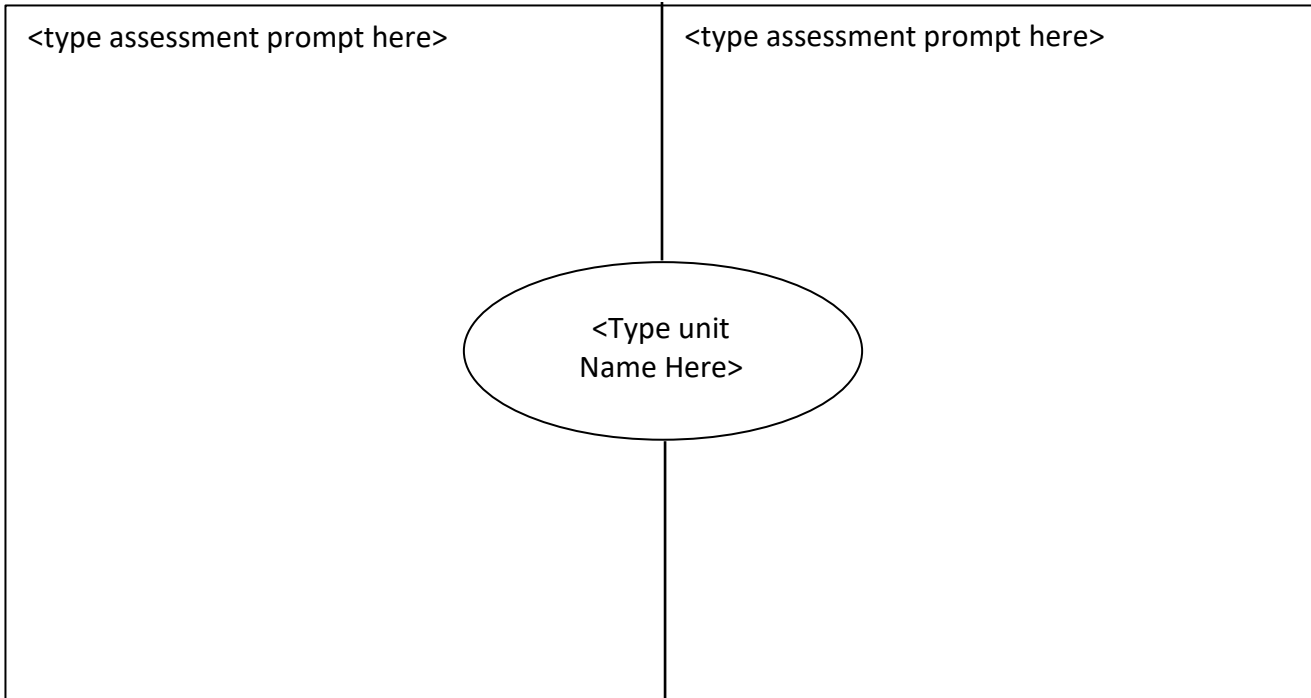 <type assessment prompt here>
<type assessment prompt here>
<Type unit
Name Here>